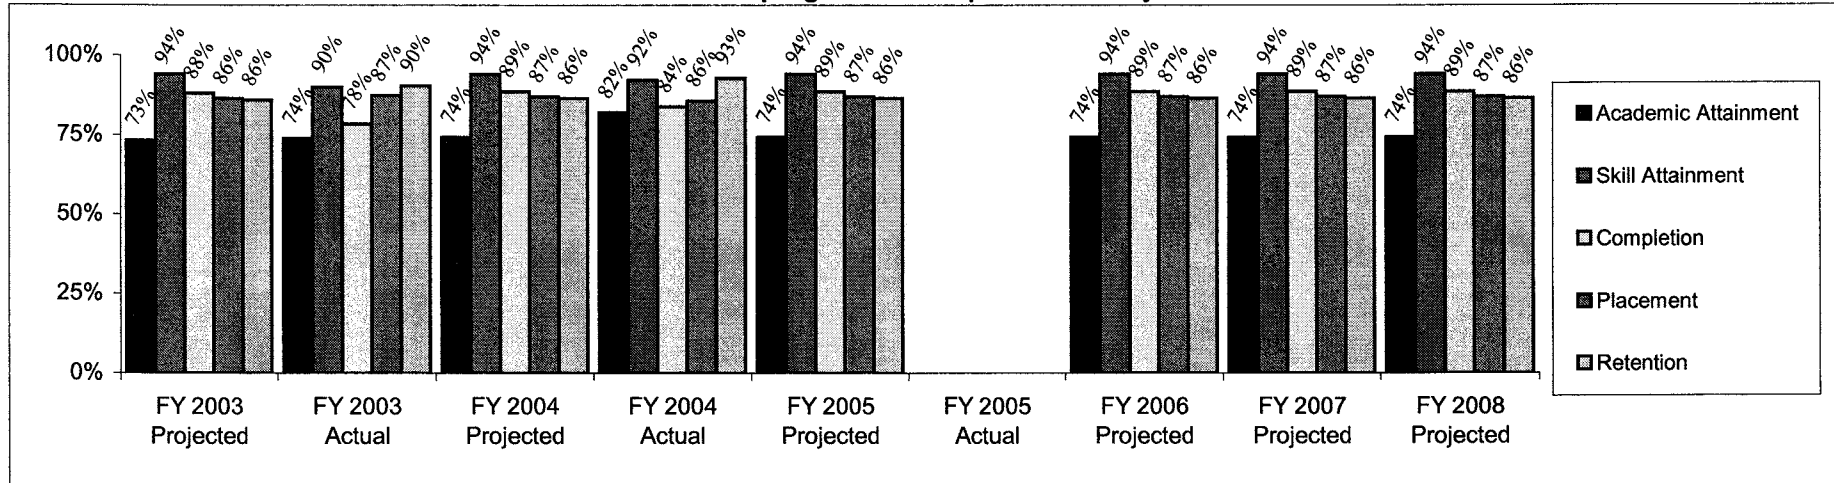 100%
75%
50%
25%
0%
73% 94% 88% 86% 86%
74% 90% 78% 87% 90%
74% 94% 89% 87% 86%
82% 92% 84% 86% 93%
74% 94% 89% 87% 86%
74% 94% 89% 87% 86%
74% 94% 89% 87% 86%
74% 94% 89% 87% 86%
FY 2003
Projected
FY 2003
Actual
FY 2004
Projected
FY 2004
Actual
FY 2005
Projected
FY 2005
Actual
FY 2006
Projected
FY 2007
Projected
FY 2008
Projected
Academic Attainment
Skill Attainment
Completion
Placement
Retention